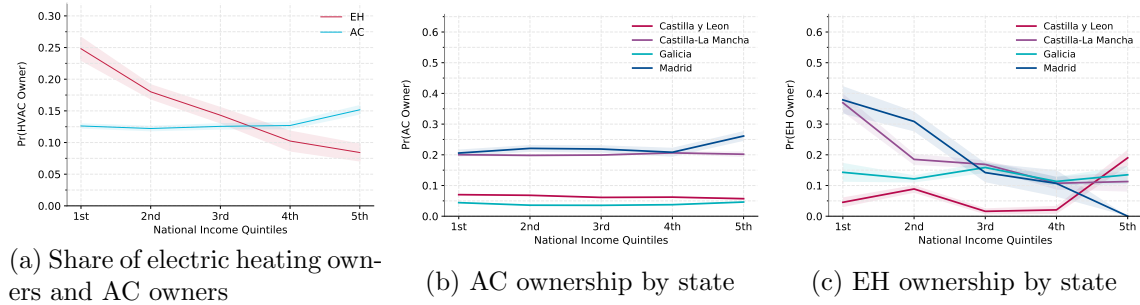 Pr(HVAC Owner)
0.30
0.25
0.20
0.15
0.10
0.05
0.00
EH
AC
1st 2nd 3rd 4th 5th
National Income Quintiles
(a) Share of electric heating own-
ers and AC owners
Pr(AC Owner)
0.6
0.5
0.4
0.3
0.2
0.1
0.0
Castilla y Leon
Castilla-La Mancha
Galicia
Madrid
1st 2nd 3rd 4th 5th
National Income Quintiles
(b) AC ownership by state
Pr(EH Owner)
0.6
0.5
0.4
0.3
0.2
0.1
0.0
Castilla y Leon
Castilla-La Mancha
Galicia
Madrid
1st 2nd 3rd 4th 5th
National Income Quintiles
(c) EH ownership by state